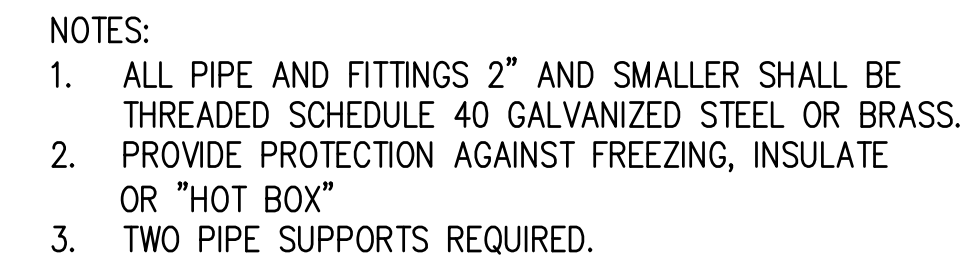 NOTES:
1. ALL PIPE AND FITTINGS 2" AND SMALLER SHALL BE
THREADED SCHEDULE 40 GALVANIZED STEEL OR BRASS.
2. PROVIDE PROTECTION AGAINST FREEZING, INSULATE
OR "HOT BOX"
3. TWO PIPE SUPPORTS REQUIRED.